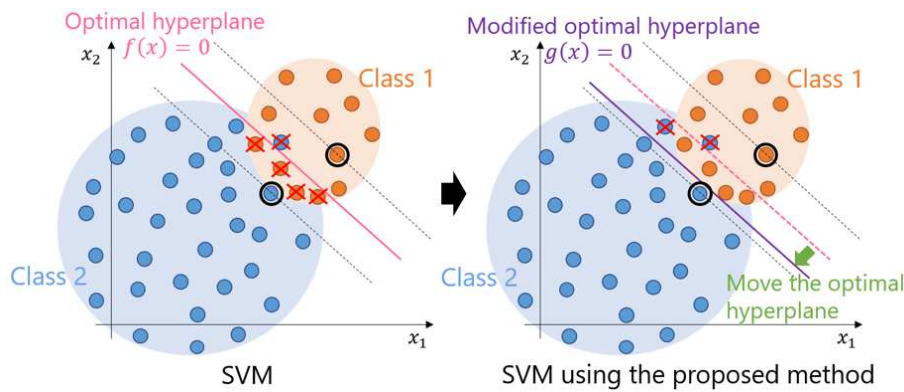 Optimal hyperplane
f(x) = 0
x₂
Class 1
Class 2
x₁
SVM
Modified optimal hyperplane
g(x) = 0
x₂
Class 1
Class 2
Move the optimal
hyperplane
x₁
SVM using the proposed method